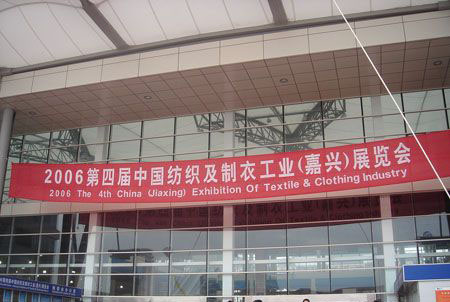 2006第四届中国纺织及制衣工业(嘉兴)展览会
2006 The 4th China (Jiaxing) Exhibition Of Textile & Clothing Industry